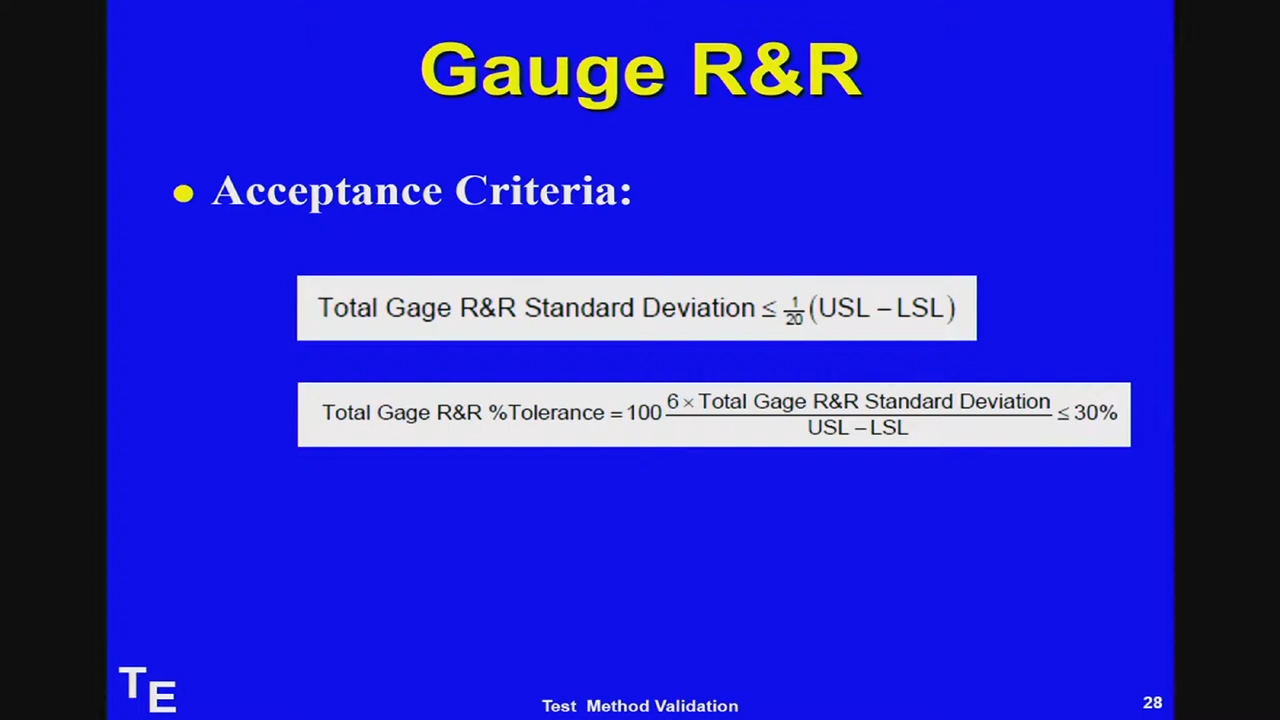 Gauge R&R
● Acceptance Criteria:
Total Gage R&R Standard Deviation ≤ 1/20 (USL – LSL)
Total Gage R&R %Tolerance = 100 6 × Total Gage R&R Standard Deviation / USL – LSL ≤ 30%
TE
Test Method Validation
28